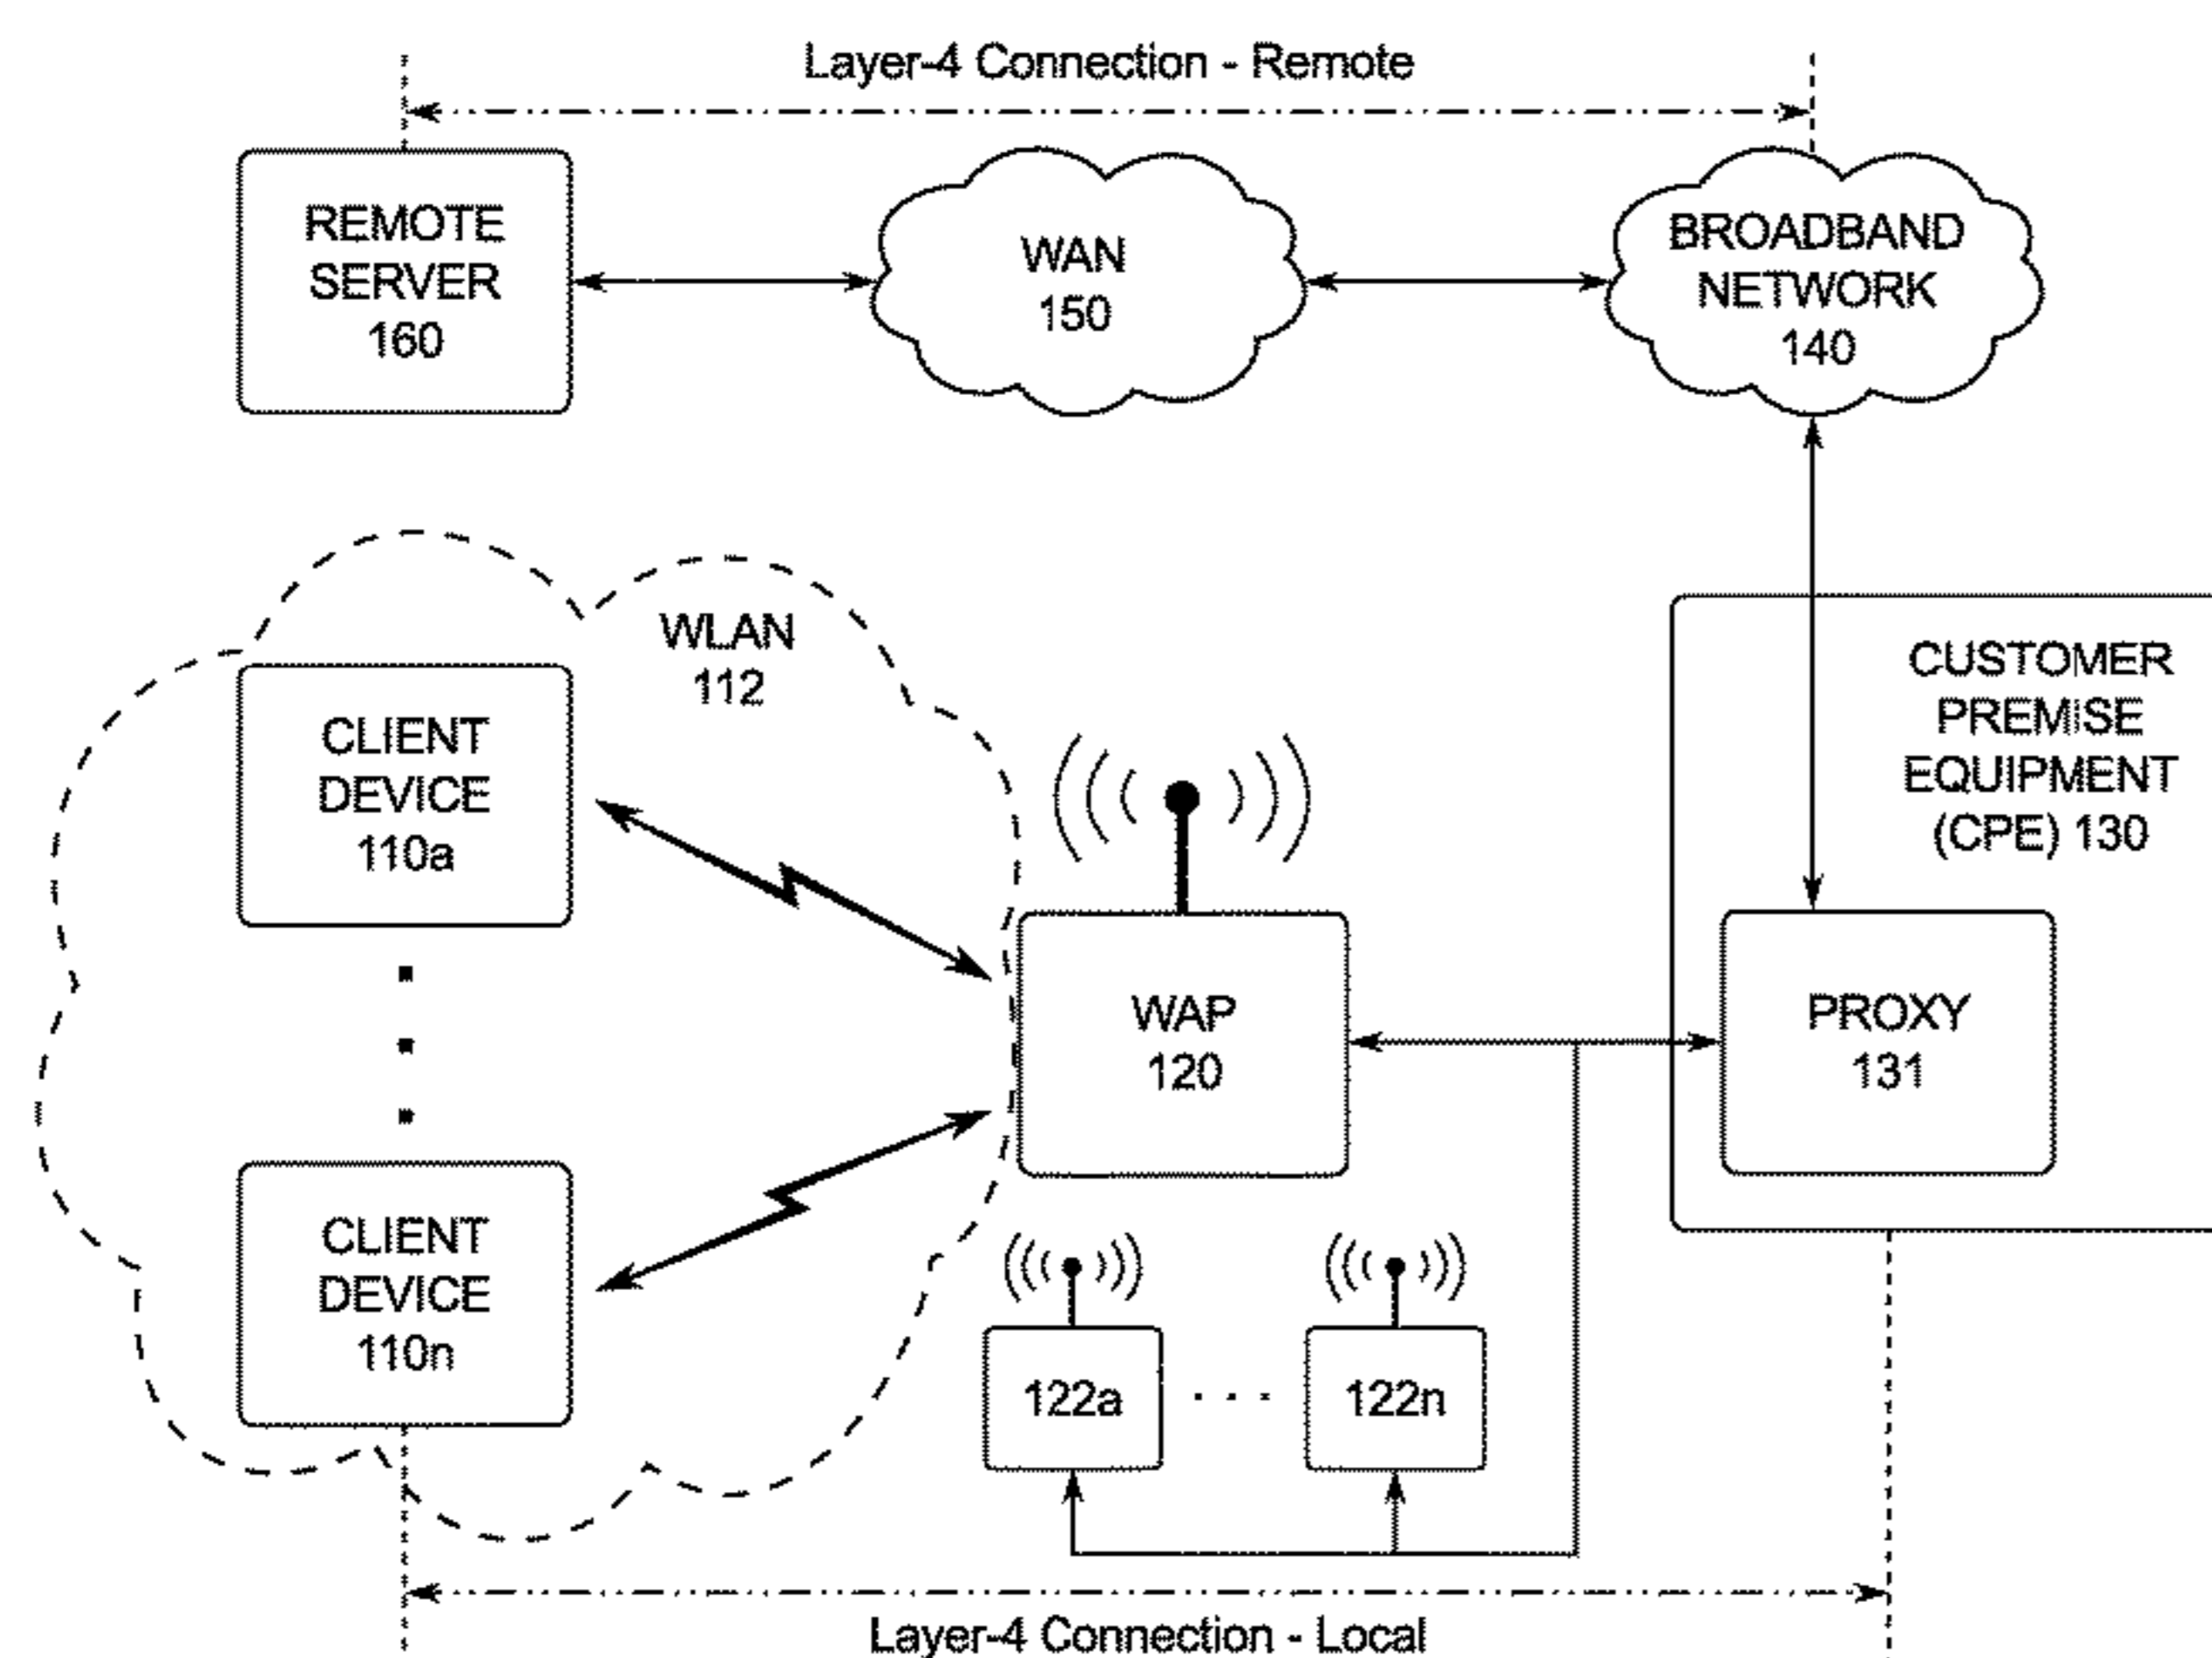 Layer-4 Connection - Remote
REMOTE
SERVER
160
WAN
150
BROADBAND
NETWORK
140
WLAN
112
CLIENT
DEVICE
110a
CUSTOMER
PREMISE
EQUIPMENT
(CPE) 130
WAP
120
PROXY
131
CLIENT
DEVICE
110n
122a
122n
Layer-4 Connection - Local